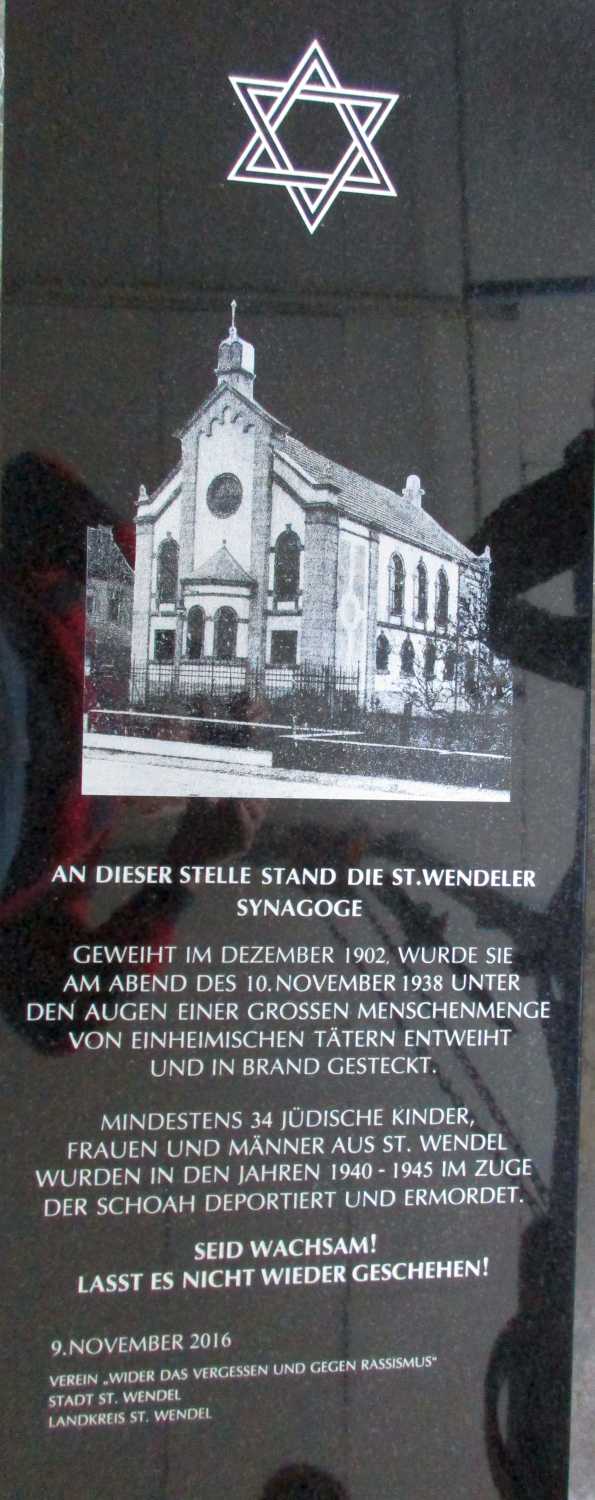 AN DIESER STELLE STAND DIE ST.WENDELER
SYNAGOGE
GEWEIHT IM DEZEMBER 1902, WURDE SIE
AM ABEND DES 10.NOVEMBER 1938 UNTER
DEN AUGEN EINER GROSSEN MENSCHENMENGE
VON EINHEIMISCHEN TÄTERN ENTWEIHT
UND IN BRAND GESTECKT.
MINDESTENS 34 JÜDISCHE KINDER,
FRAUEN UND MÄNNER AUS ST. WENDEL
WURDEN IN DEN JAHREN 1940 - 1945 IM ZUGE
DER SCHOAH DEPORTIERT UND ERMORDET.
SEID WACHSAM!
LASST ES NICHT WIEDER GESCHEHEN!
9.NOVEMBER 2016
VEREIN „WIDER DAS VERGESSEN UND GEGEN RASSISMUS"
STADT ST. WENDEL
LANDKREIS ST. WENDEL